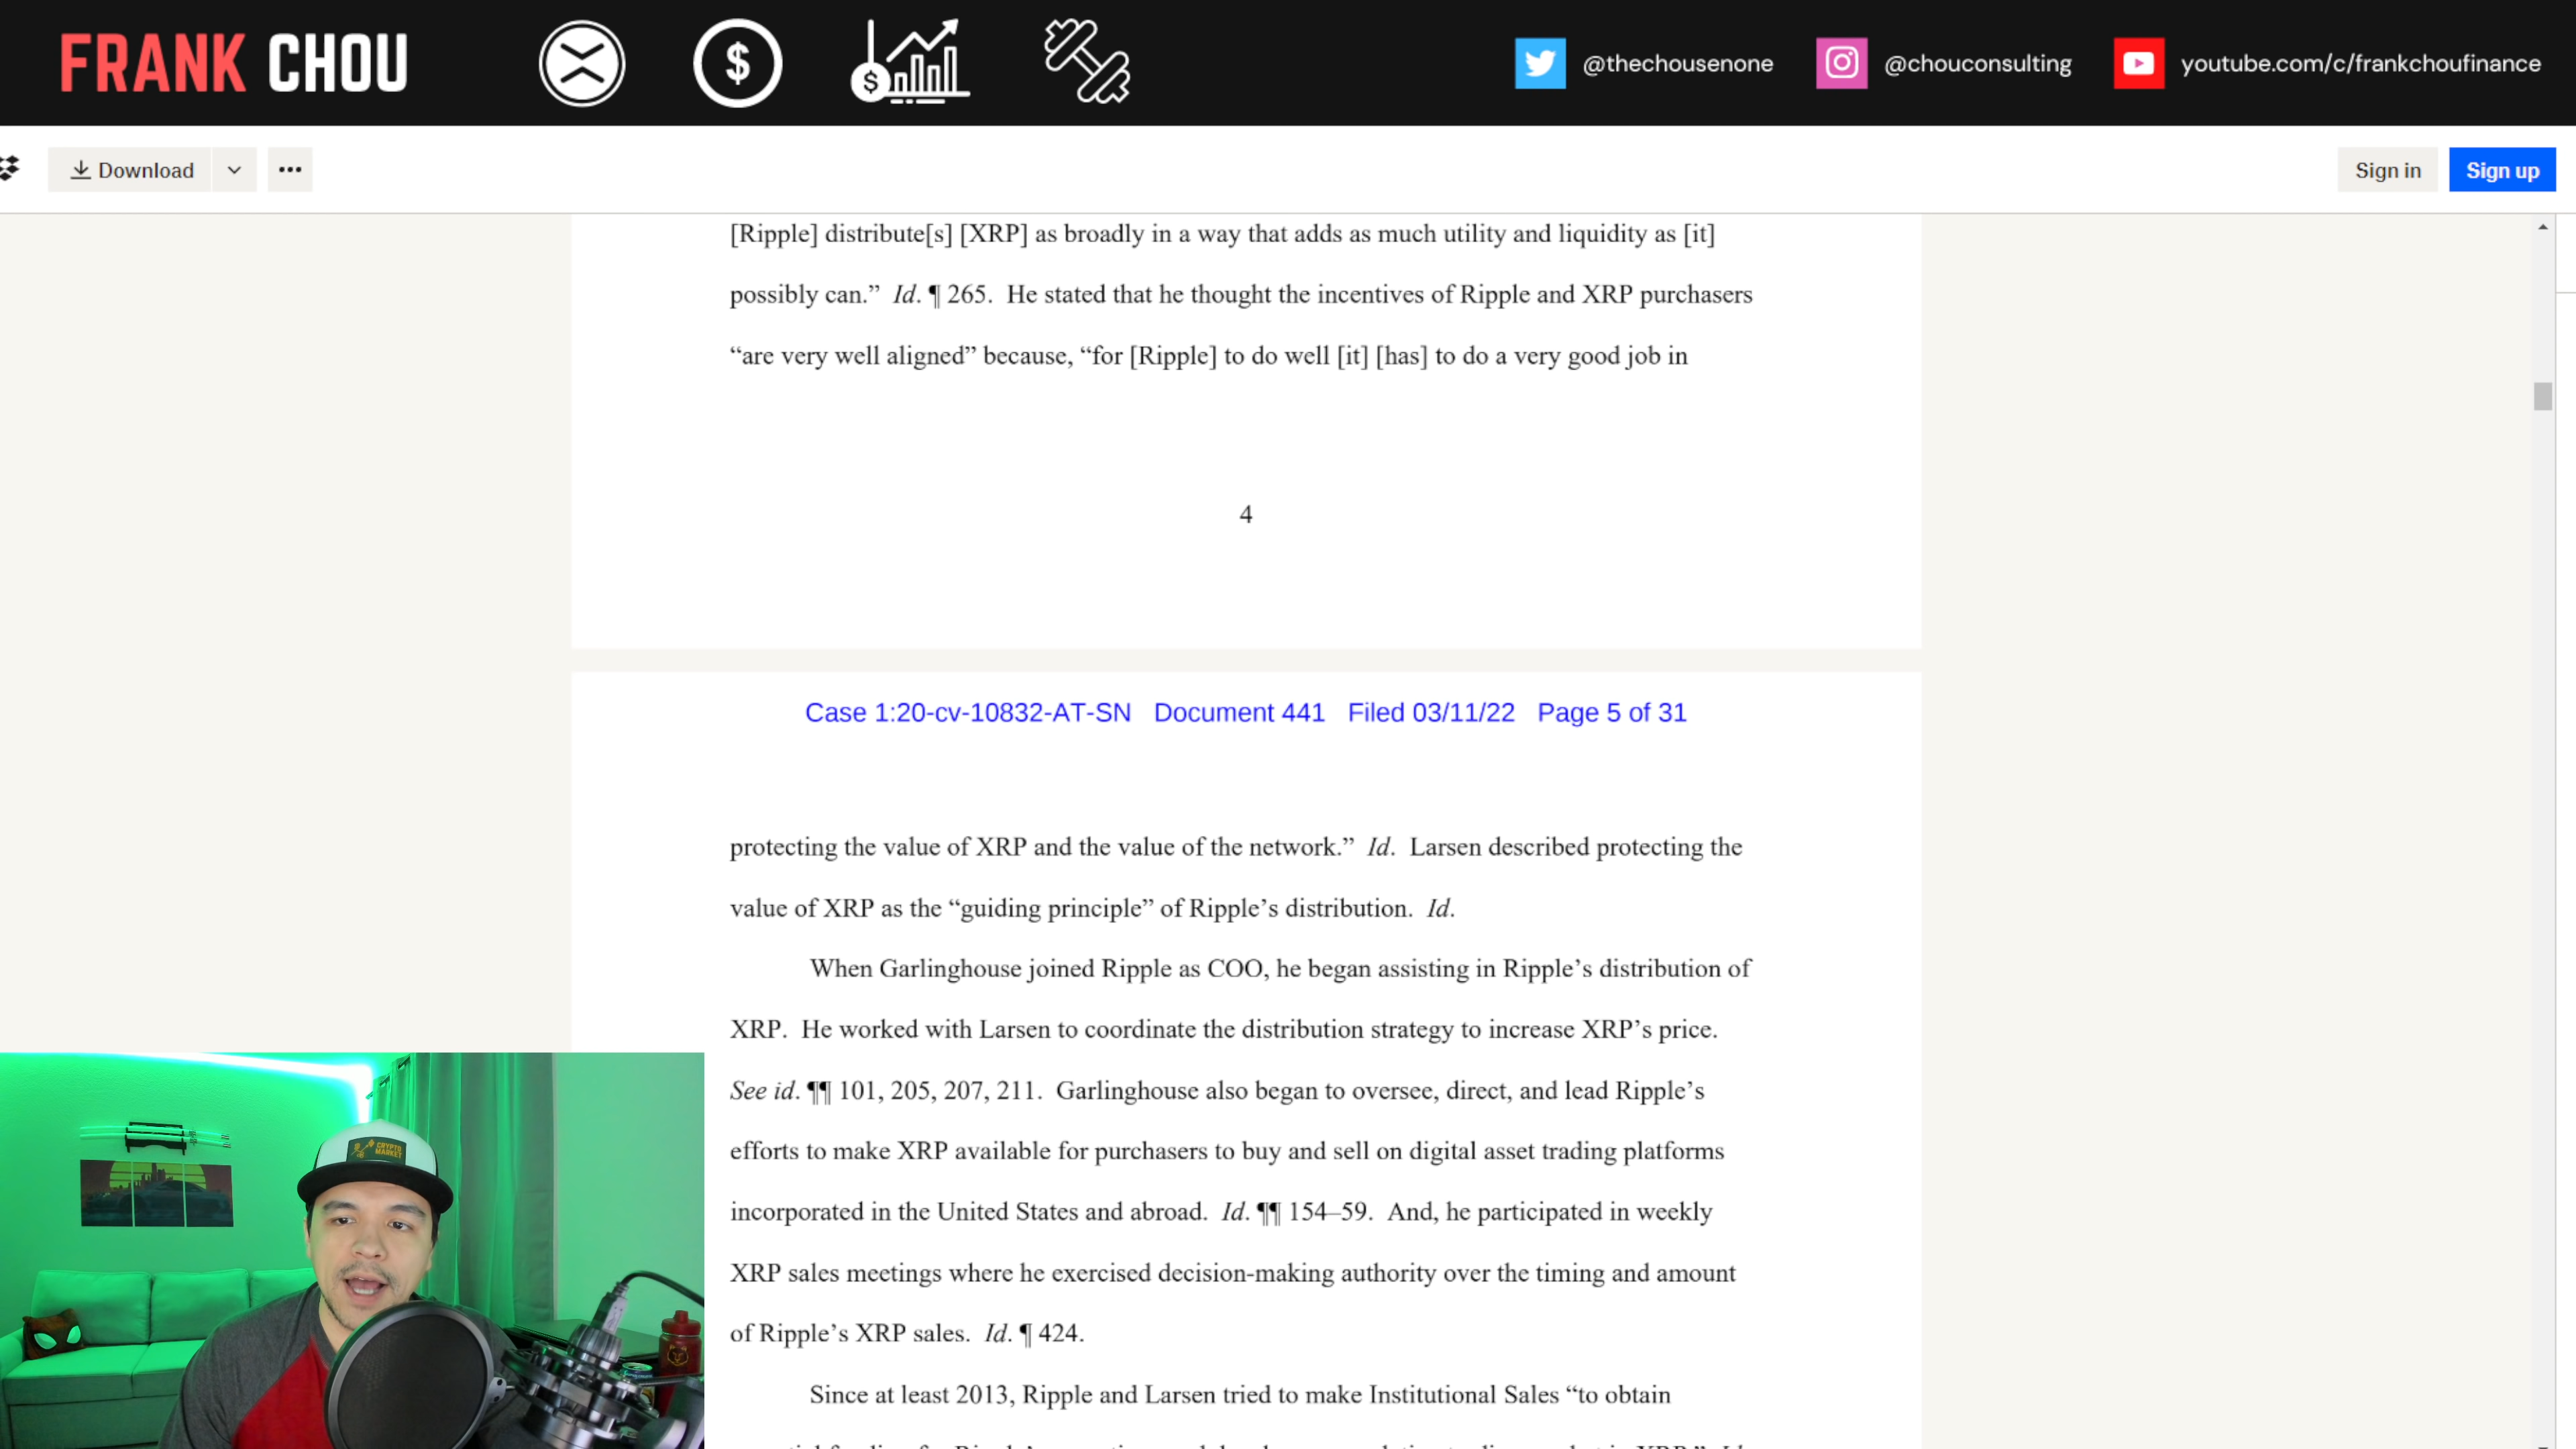 FRANK CHOU
@thechousenone
@chouconsulting
youtube.com/c/frankchoufinance
Download
Sign in
Sign up
[Ripple] distribute[s] [XRP] as broadly in a way that adds as much utility and liquidity as [it]
possibly can.” Id. ¶ 265. He stated that he thought the incentives of Ripple and XRP purchasers
“are very well aligned” because, “for [Ripple] to do well [it] [has] to do a very good job in
4
Case 1:20-cv-10832-AT-SN Document 441 Filed 03/11/22 Page 5 of 31
protecting the value of XRP and the value of the network.” Id. Larsen described protecting the
value of XRP as the “guiding principle” of Ripple’s distribution. Id.
When Garlinghouse joined Ripple as COO, he began assisting in Ripple’s distribution of
XRP. He worked with Larsen to coordinate the distribution strategy to increase XRP’s price.
See id. ¶¶ 101, 205, 207, 211. Garlinghouse also began to oversee, direct, and lead Ripple’s
efforts to make XRP available for purchasers to buy and sell on digital asset trading platforms
incorporated in the United States and abroad. Id. ¶¶ 154–59. And, he participated in weekly
XRP sales meetings where he exercised decision-making authority over the timing and amount
of Ripple’s XRP sales. Id. ¶ 424.
Since at least 2013, Ripple and Larsen tried to make Institutional Sales “to obtain
CRYPTO
MARKET